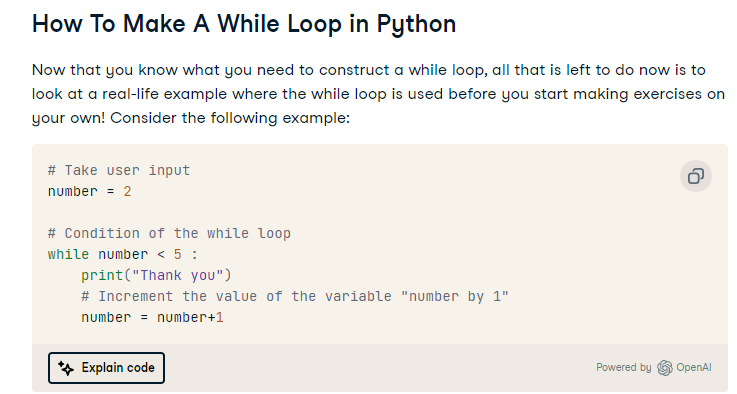 How To Make A While Loop in Python
Now that you know what you need to construct a while loop, all that is left to do now is to
look at a real-life example where the while loop is used before you start making exercises on
your own! Consider the following example:
# Take user input
number = 2
# Condition of the while loop
while number < 5 :
    print("Thank you")
    # Increment the value of the variable "number by 1"
    number = number+1
Explain code
Powered by OpenAI